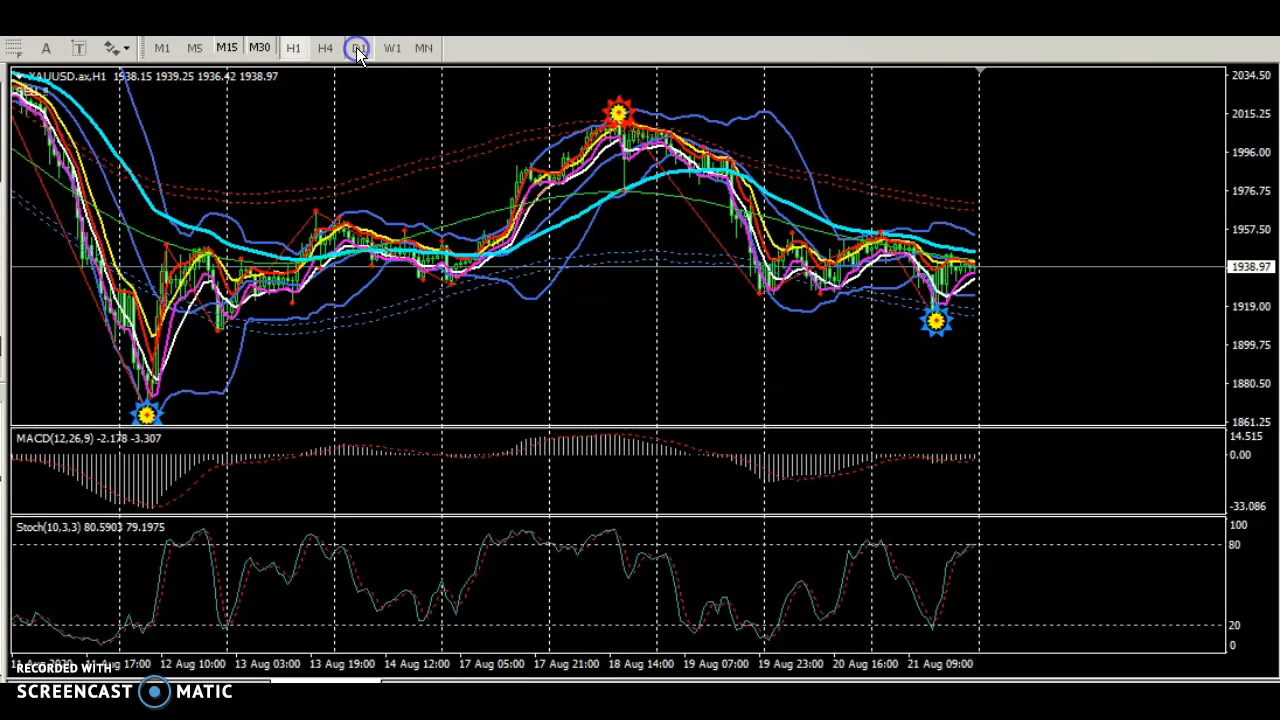 A T M1 M5 M15 M30 H1 H4 D1 W1 MN
XAUUSD.ax,H1 1938.15 1939.25 1936.42 1938.97
2034.50
2015.25
1996.00
1976.75
1957.50
1938.97
1919.00
1899.75
1880.50
1861.25
MACD(12,26,9) -2.178 -3.307
14.515
0.00
-33.086
Stoch(10,3,3) 80.5903 79.1975
100
80
20
0
17:00 12 Aug 10:00 13 Aug 03:00 13 Aug 19:00 14 Aug 12:00 17 Aug 05:00 17 Aug 21:00 18 Aug 14:00 19 Aug 07:00 19 Aug 23:00 20 Aug 16:00 21 Aug 09:00
RECORDED WITH
SCREENCAST MATIC